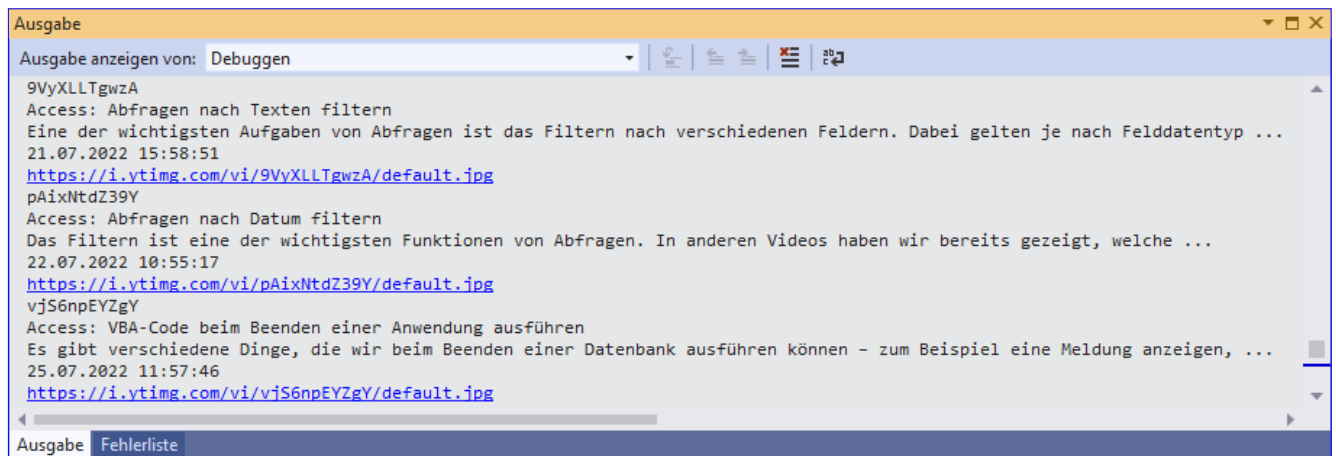 Ausgabe
Ausgabe anzeigen von: Debuggen
9VyXLLTgwzA
Access: Abfragen nach Texten filtern
Eine der wichtigsten Aufgaben von Abfragen ist das Filtern nach verschiedenen Feldern. Dabei gelten je nach Felddatentyp ...
21.07.2022 15:58:51
https://i.ytimg.com/vi/9VyXLLTgwzA/default.jpg
pAixNtdZ39Y
Access: Abfragen nach Datum filtern
Das Filtern ist eine der wichtigsten Funktionen von Abfragen. In anderen Videos haben wir bereits gezeigt, welche ...
22.07.2022 10:55:17
https://i.ytimg.com/vi/pAixNtdZ39Y/default.jpg
vjS6npEYZgY
Access: VBA-Code beim Beenden einer Anwendung ausführen
Es gibt verschiedene Dinge, die wir beim Beenden einer Datenbank ausführen können – zum Beispiel eine Meldung anzeigen, ...
25.07.2022 11:57:46
https://i.ytimg.com/vi/vjS6npEYZgY/default.jpg
Ausgabe Fehlerliste